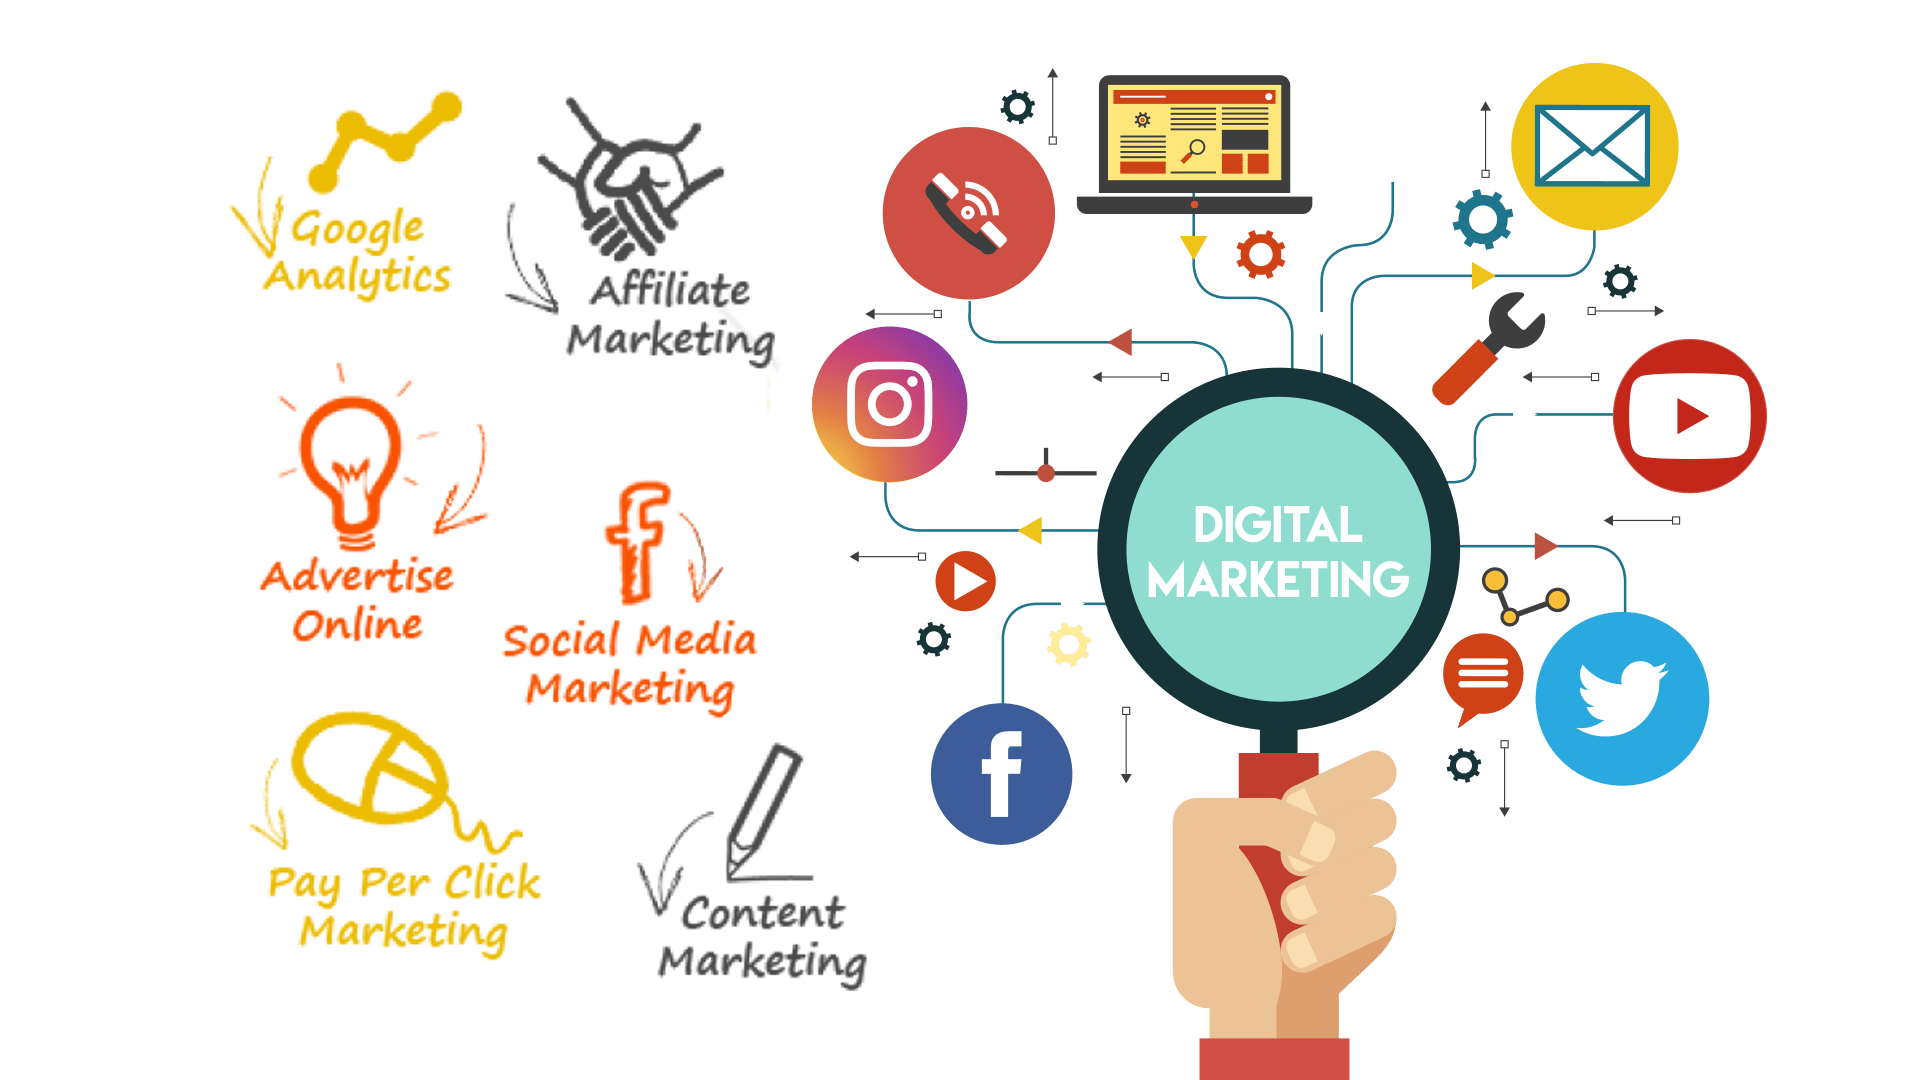 Google
Analytics
Affiliate
Marketing
Advertise
Online
Social Media
Marketing
Pay Per Click
Marketing
Content
Marketing
DIGITAL
MARKETING